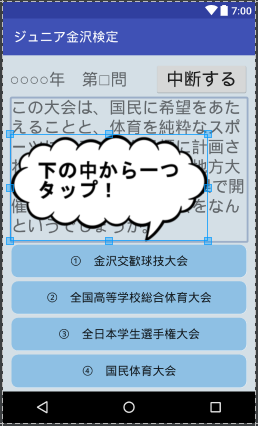 7:00
ジュニア金沢検定
○○○○年 第□問
中断する
この大会は、国民に希望をあた
えることと、体育を純粋なスポ
ーツに
に計画さ
地方大
で開
催
をなん
というでしょうか。
下の中から一つ
タップ！
① 金沢交歓球技大会
② 全国高等学校総合体育大会
③ 全日本学生選手権大会
④ 国民体育大会